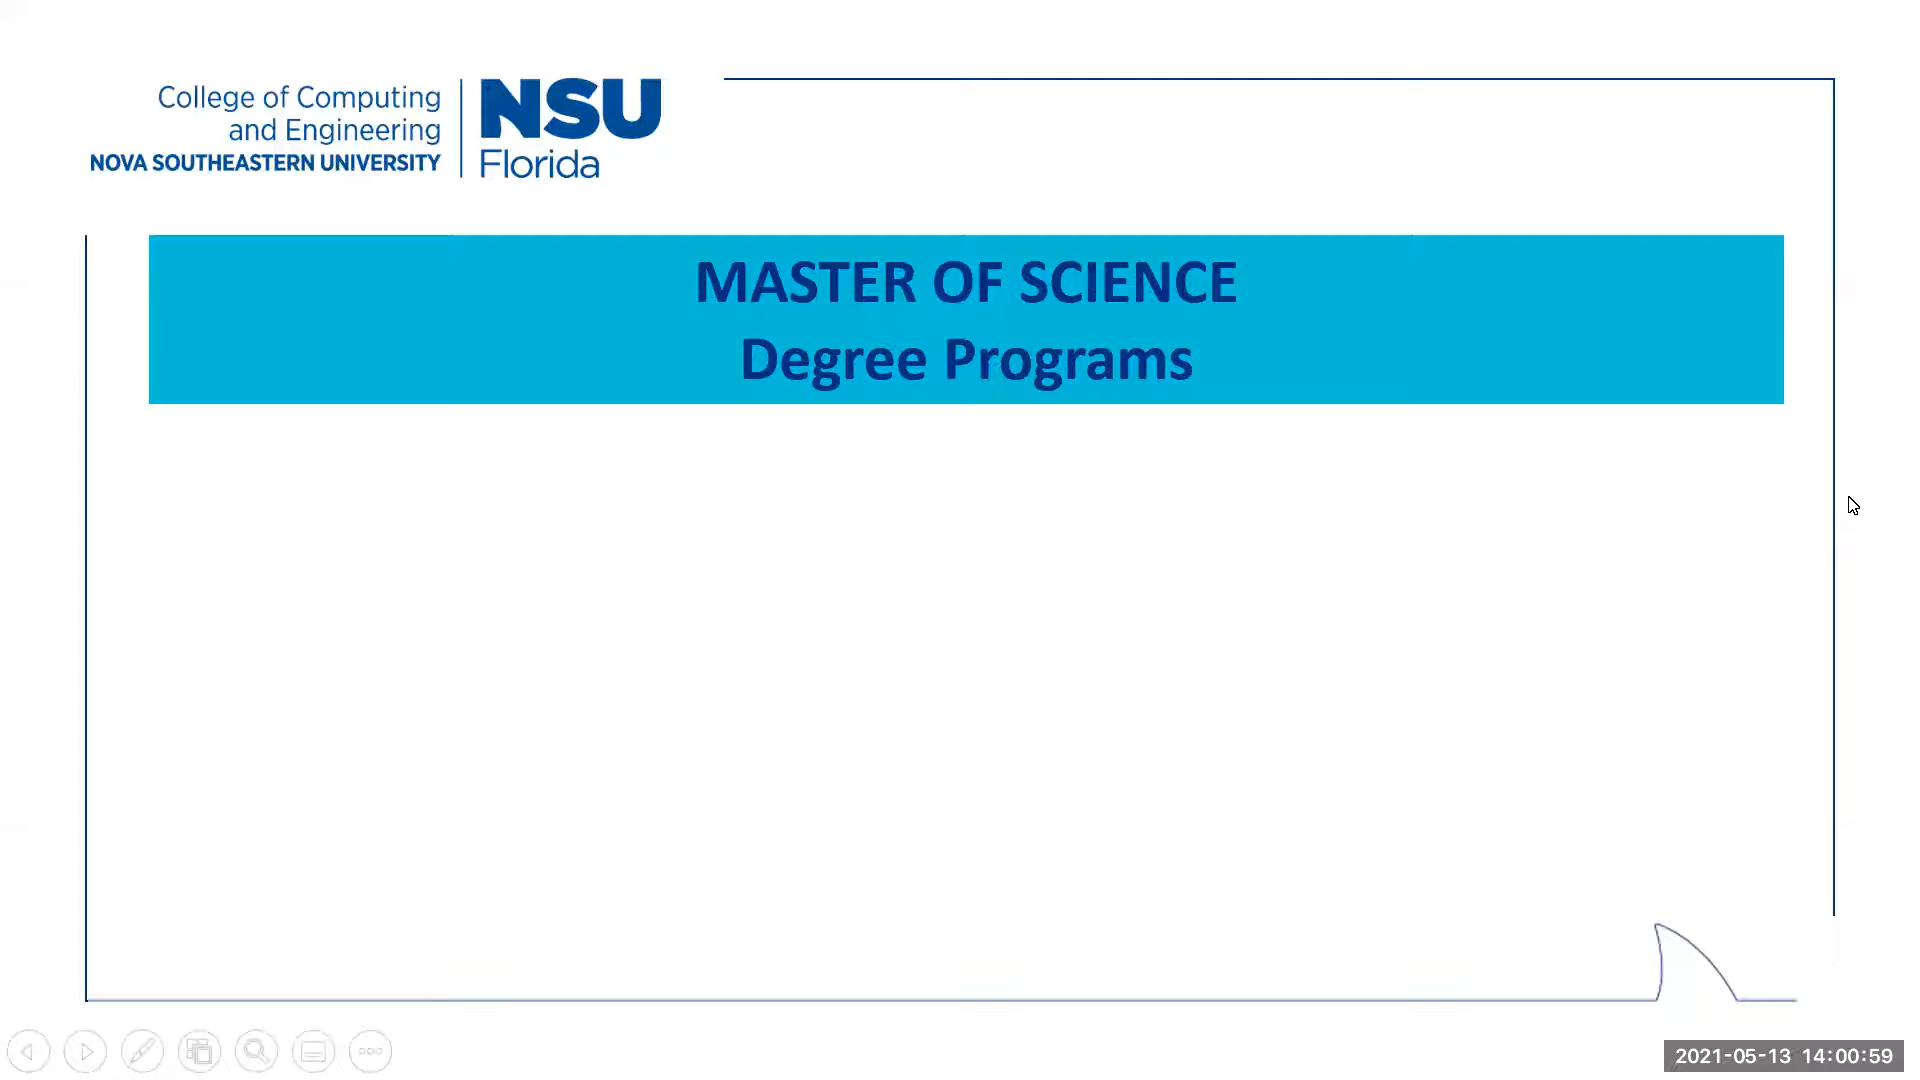 College of Computing
and Engineering
NOVA SOUTHEASTERN UNIVERSITY
NSU
Florida
MASTER OF SCIENCE
Degree Programs
2021-05-13 14:00:59